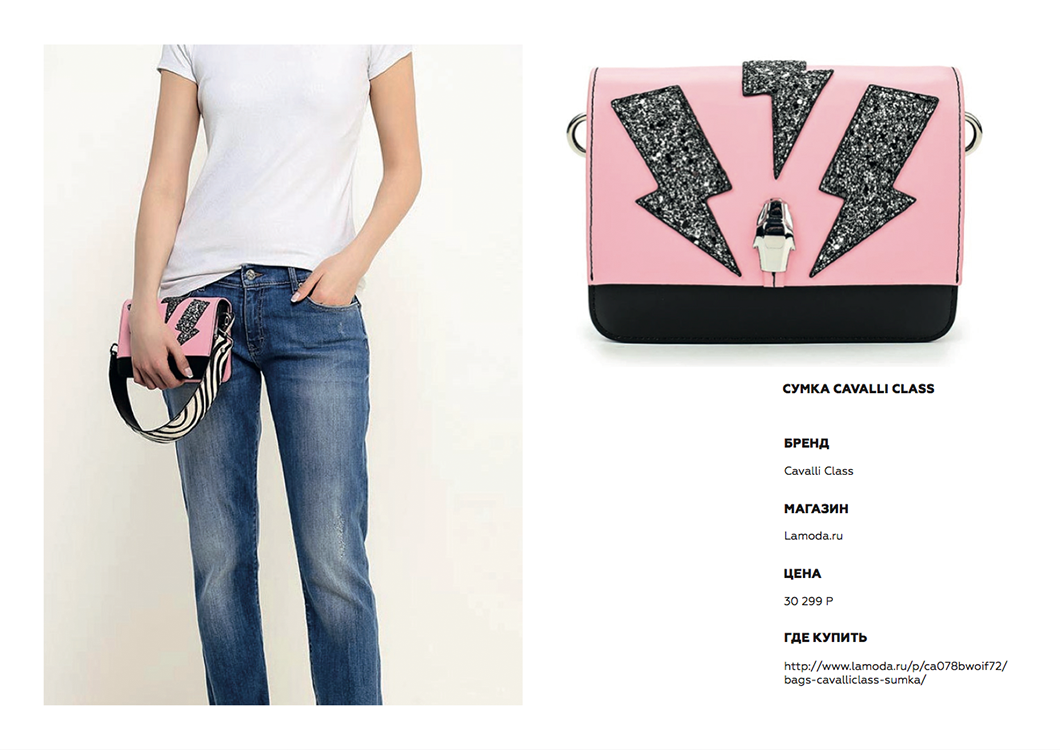 СУМКА CAVALLI CLASS
БРЕНД
Cavalli Class
МАГАЗИН
Lamoda.ru
ЦЕНА
30 299 Р
ГДЕ КУПИТЬ
http://www.lamoda.ru/p/ca078bwoif72/
bags-cavalliclass-sumka/